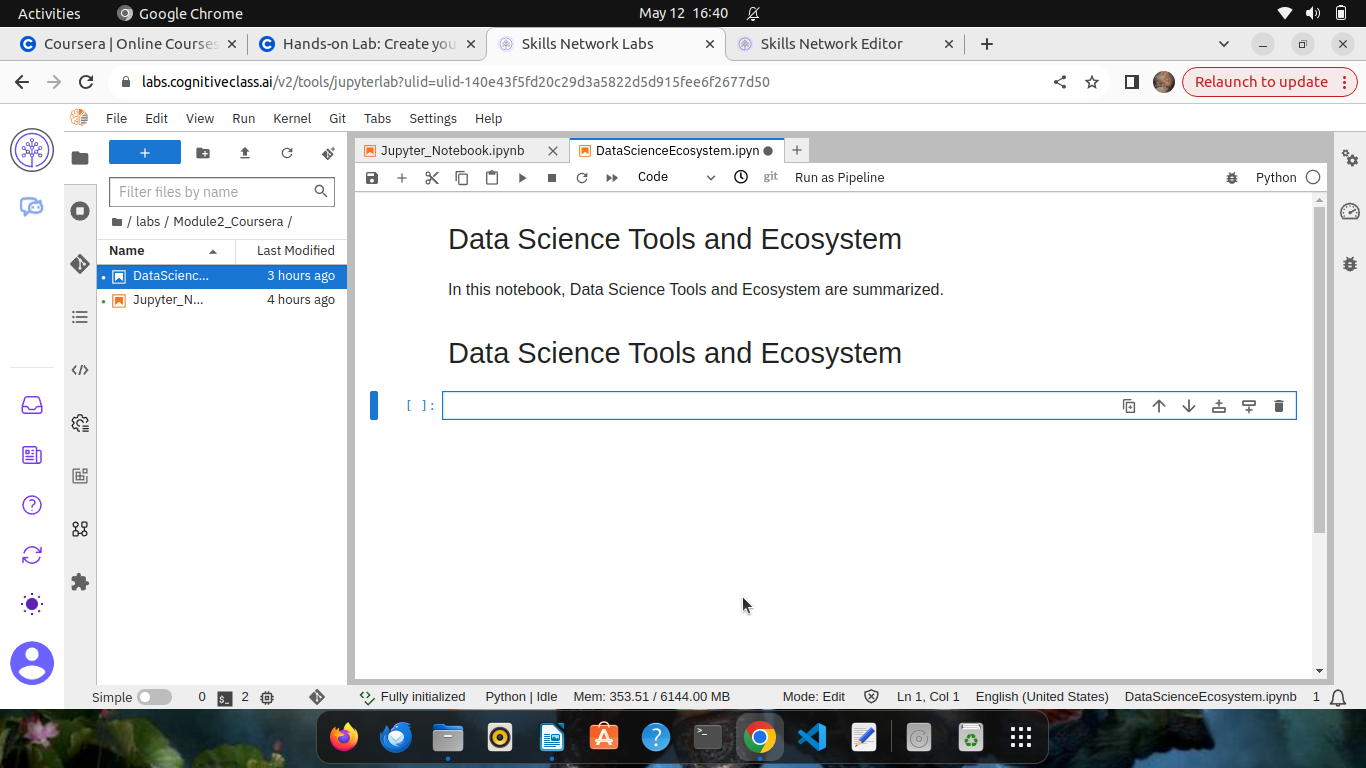 Activities
Google Chrome
May 12 16:40
Coursera | Online Courses
Hands-on Lab: Create you
Skills Network Labs
Skills Network Editor
labs.cognitiveclass.ai/v2/tools/jupyterlab?ulid=ulid-140e43f5fd20c29d3a5822d5d915fee6f2677d50
Relaunch to update
File Edit View Run Kernel Git Tabs Settings Help
Jupyter_Notebook.ipynb
DataScienceEcosystem.ipyn
Code
git
Run as Pipeline
Python
Filter files by name
/ labs / Module2_Coursera /
Name Last Modified
DataScienc... 3 hours ago
Jupyter_N... 4 hours ago
Data Science Tools and Ecosystem
In this notebook, Data Science Tools and Ecosystem are summarized.
Data Science Tools and Ecosystem
[ ]:
Simple 0 2 Fully initialized Python | Idle Mem: 353.51 / 6144.00 MB Mode: Edit Ln 1, Col 1 English (United States) DataScienceEcosystem.ipynb 1